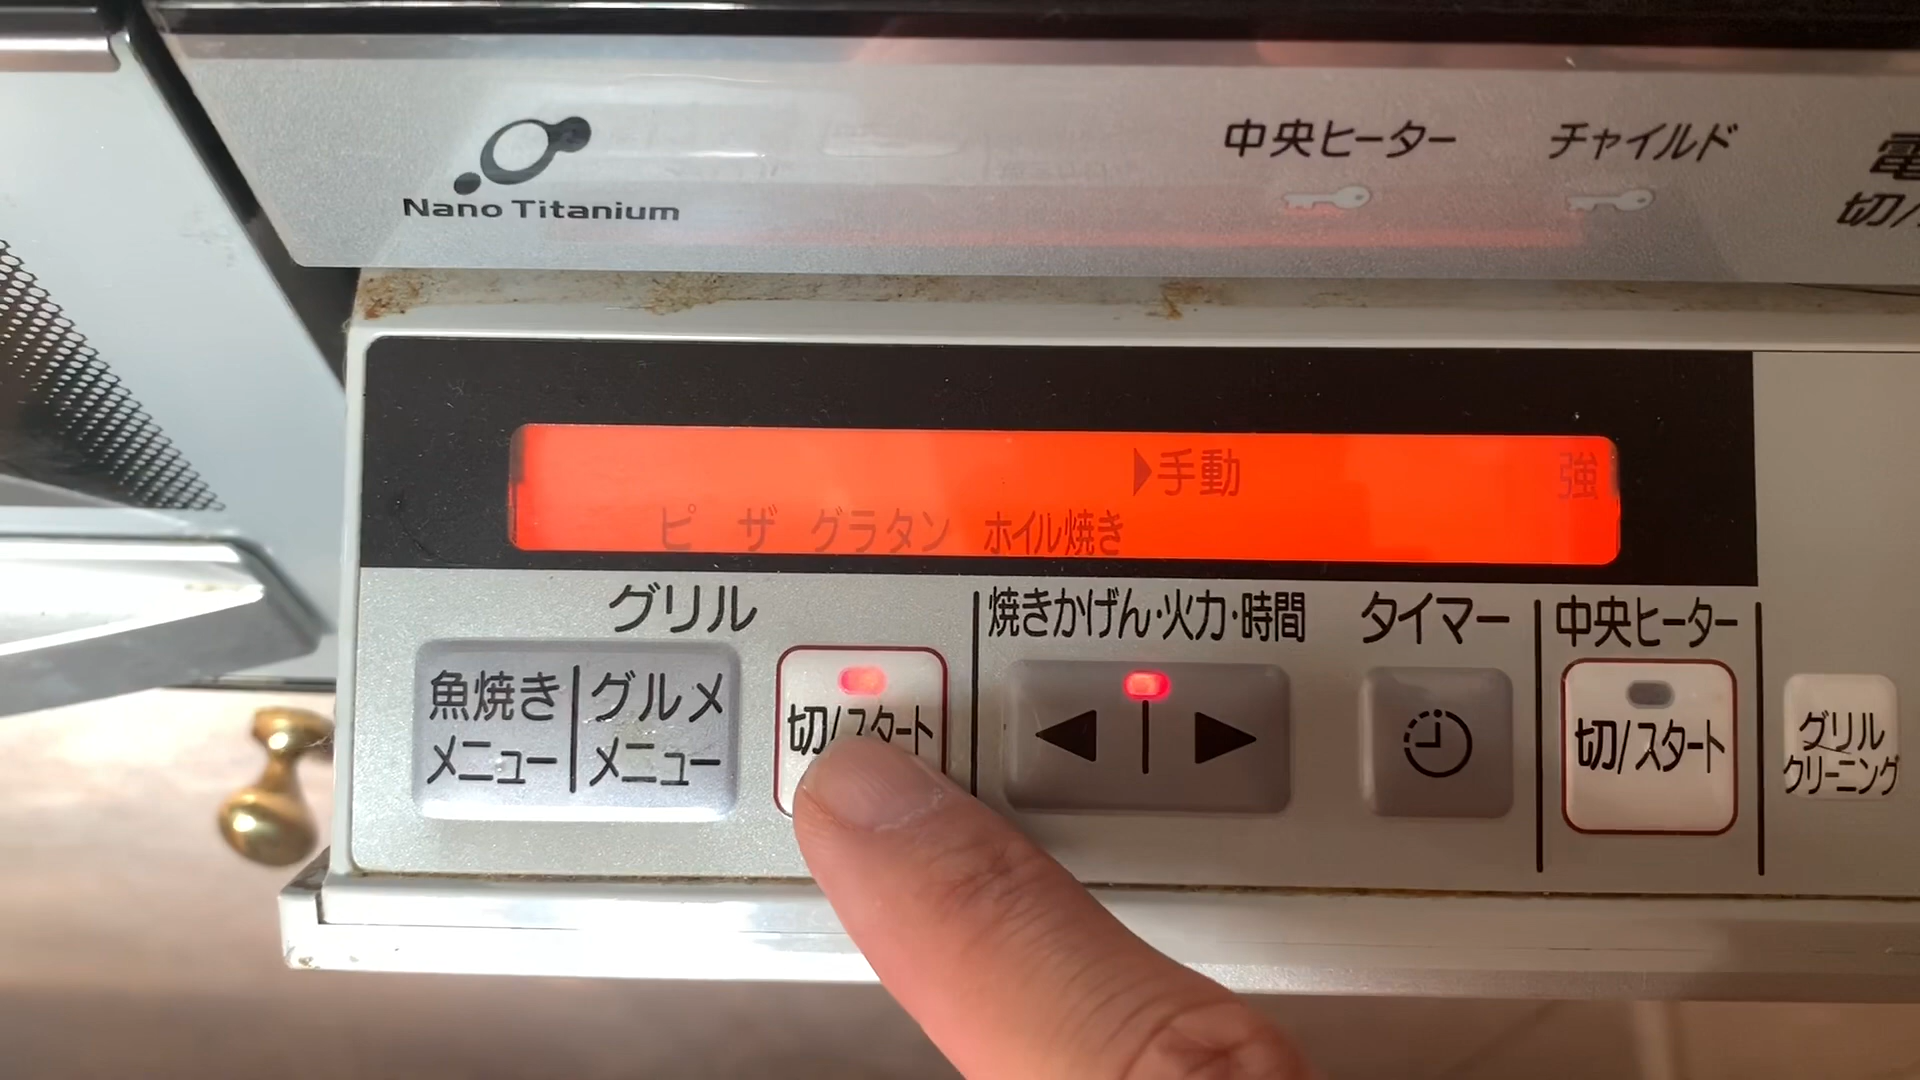 Nano Titanium
中央ヒーター
チャイルド
切/
▶手動 強
ピザ グラタン ホイル焼き
グリル
焼きかげん・火力・時間
タイマー
中央ヒーター
魚焼きメニュー
グルメメニュー
切/スタート
切/スタート
グリル
クリーニング